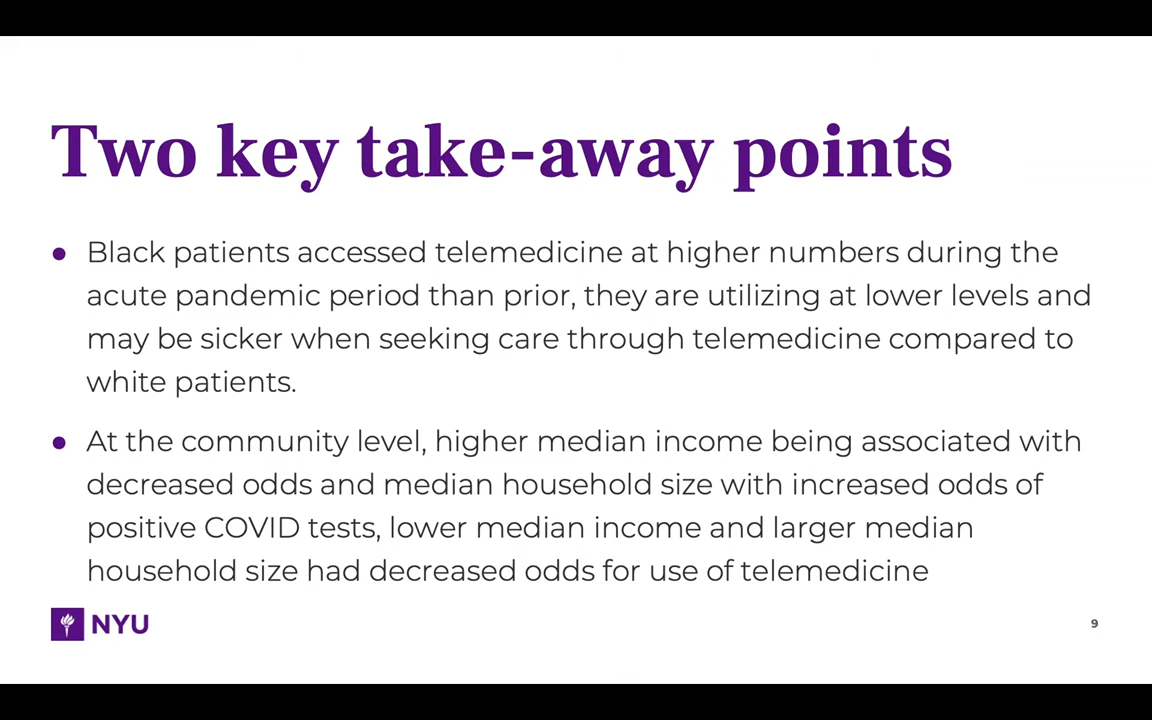 Two key take-away points
● Black patients accessed telemedicine at higher numbers during the
acute pandemic period than prior, they are utilizing at lower levels and
may be sicker when seeking care through telemedicine compared to
white patients.
● At the community level, higher median income being associated with
decreased odds and median household size with increased odds of
positive COVID tests, lower median income and larger median
household size had decreased odds for use of telemedicine
NYU
9